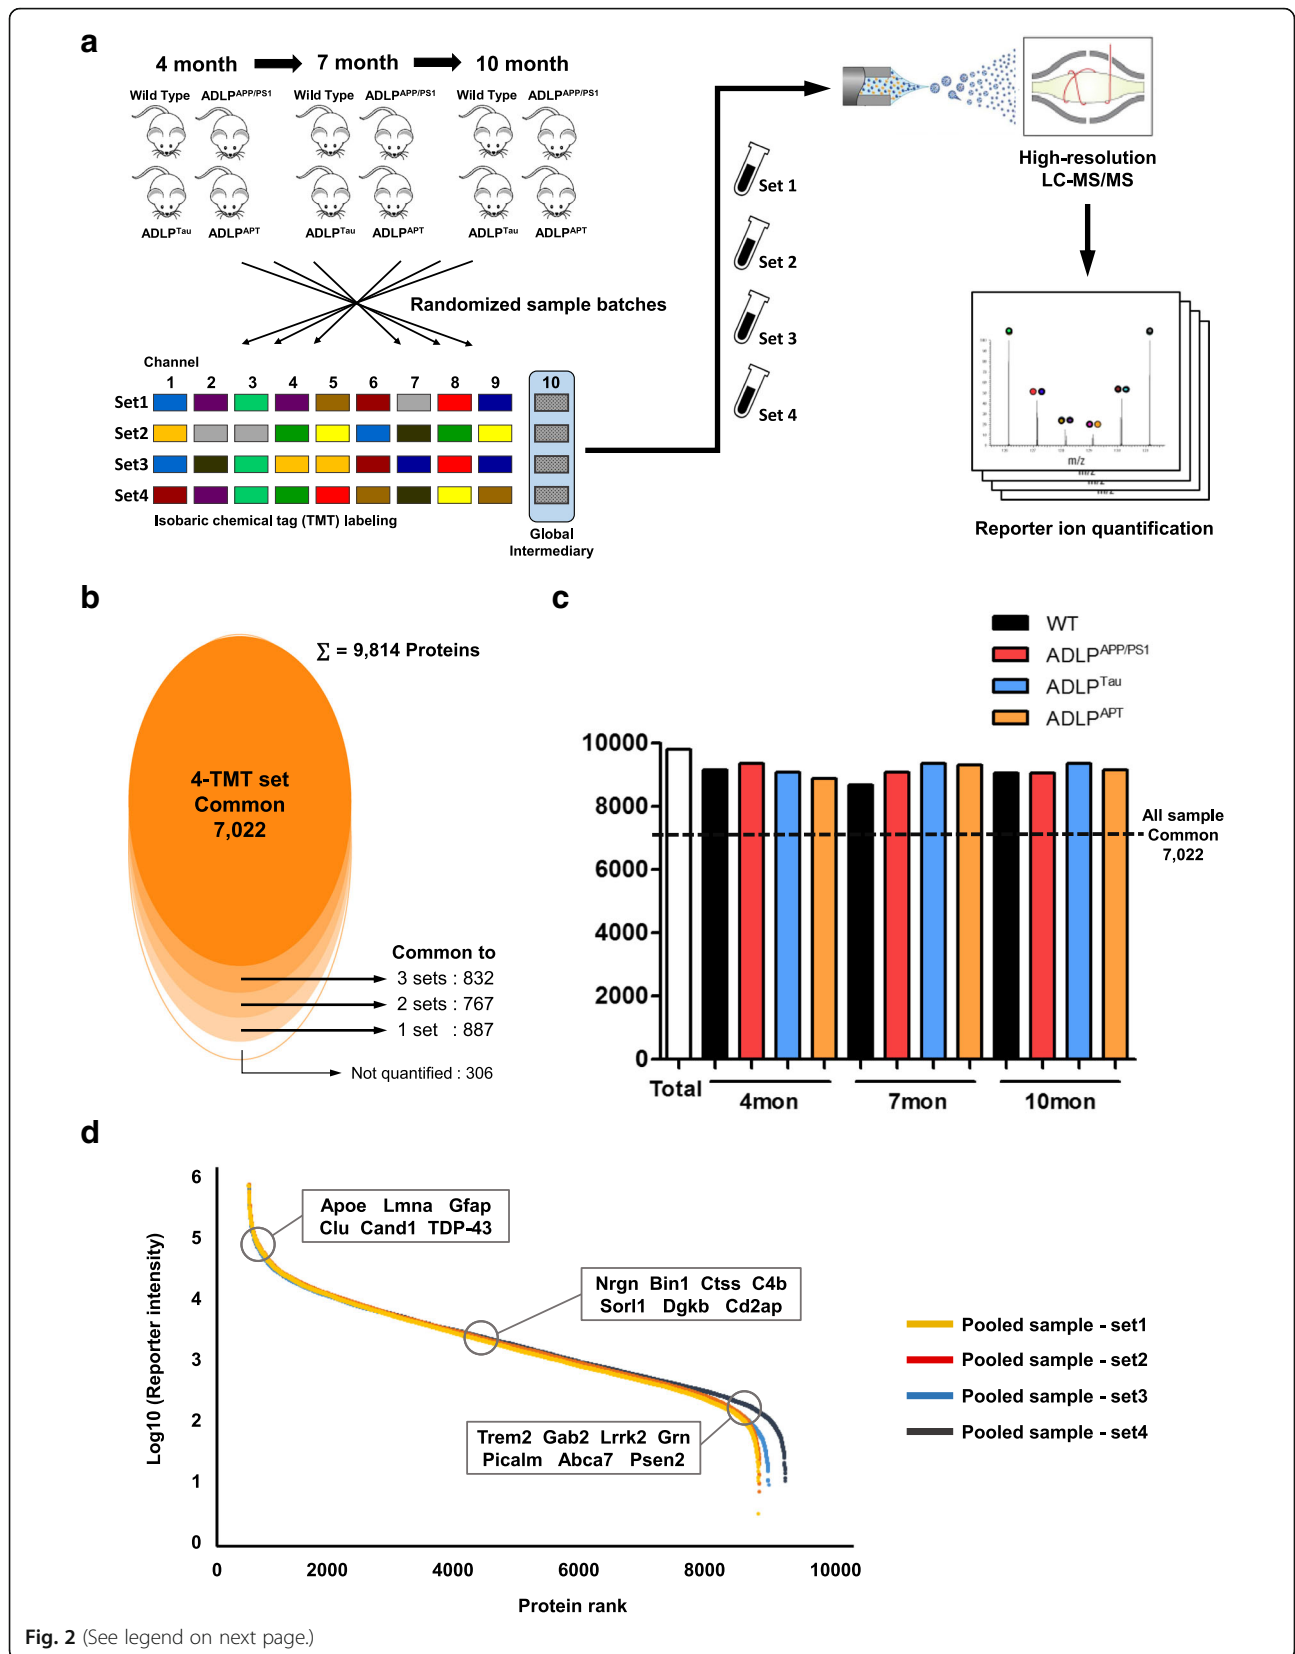 a
4 month 7 month 10 month
Wild Type ADLPAPP/PS1 Wild Type ADLPAPP/PS1 Wild Type ADLPAPP/PS1
ADLPTau ADLPAPT ADLPTau ADLPAPT ADLPTau ADLPAPT
Randomized sample batches
Channel
1 2 3 4 5 6 7 8 9 10
Set1
Set2
Set3
Set4
Isobaric chemical tag (TMT) labeling
Global
Intermediary
Set 1
Set 2
Set 3
Set 4
High-resolution
LC-MS/MS
m/z
m/z
m/z
Reporter ion quantification
b
∑ = 9,814 Proteins
4-TMT set
Common
7,022
Common to
3 sets : 832
2 sets : 767
1 set : 887
Not quantified : 306
c
WT
ADLPAPP/PS1
ADLPTau
ADLPAPT
10000
8000
6000
4000
2000
0
All sample
Common
7,022
Total
4mon 7mon 10mon
d
Log10 (Reporter intensity)
6
5
4
3
2
1
0
Apoe Lmna Gfap
Clu Cand1 TDP-43
Nrgn Bin1 Ctss C4b
Sorl1 Dgkb Cd2ap
Trem2 Gab2 Lrrk2 Grn
Picalm Abca7 Psen2
Pooled sample - set1
Pooled sample - set2
Pooled sample - set3
Pooled sample - set4
0 2000 4000 6000 8000 10000
Protein rank
Fig. 2 (See legend on next page.)